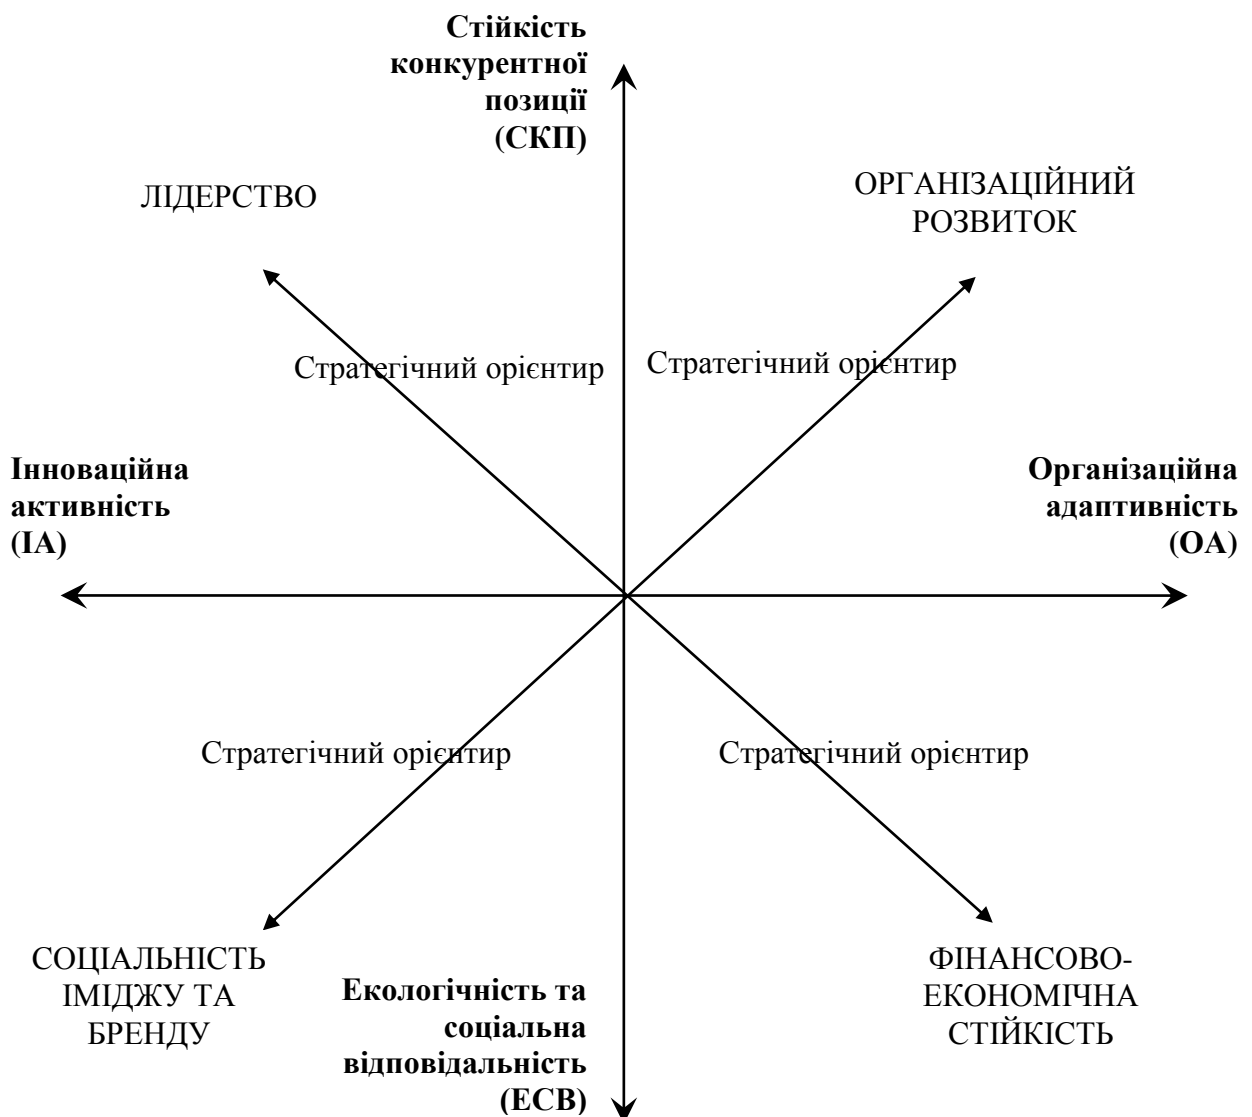 Стійкість
конкурентної
позиції
(СКП)
ЛІДЕРСТВО
ОРГАНІЗАЦІЙНИЙ
РОЗВИТОК
Стратегічний орієнтир
Стратегічний орієнтир
Інноваційна
активність
(ІА)
Організаційна
адаптивність
(ОА)
Стратегічний орієнтир
Стратегічний орієнтир
СОЦІАЛЬНІСТЬ
ІМІДЖУ ТА
БРЕНДУ
Екологічність та
соціальна
відповідальність
(ЕСВ)
ФІНАНСОВО-
ЕКОНОМІЧНА
СТІЙКІСТЬ